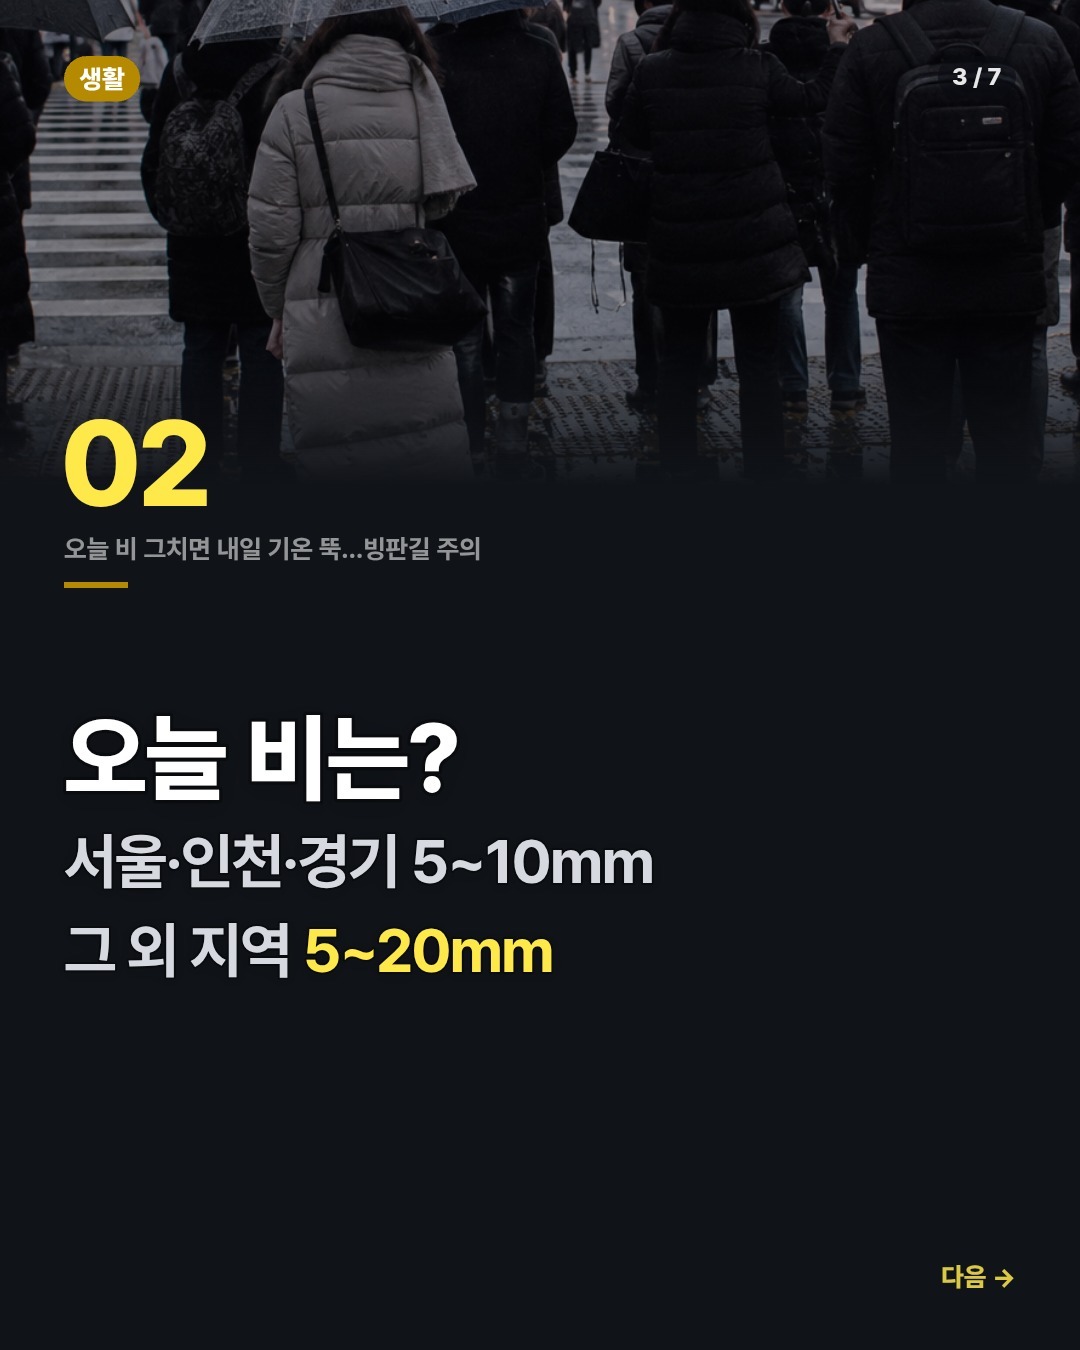 생활
3 / 7
02
오늘 비 그치면 내일 기온 뚝...빙판길 주의
오늘 비는?
서울·인천·경기 5~10mm
그 외 지역 5~20mm
다음 →